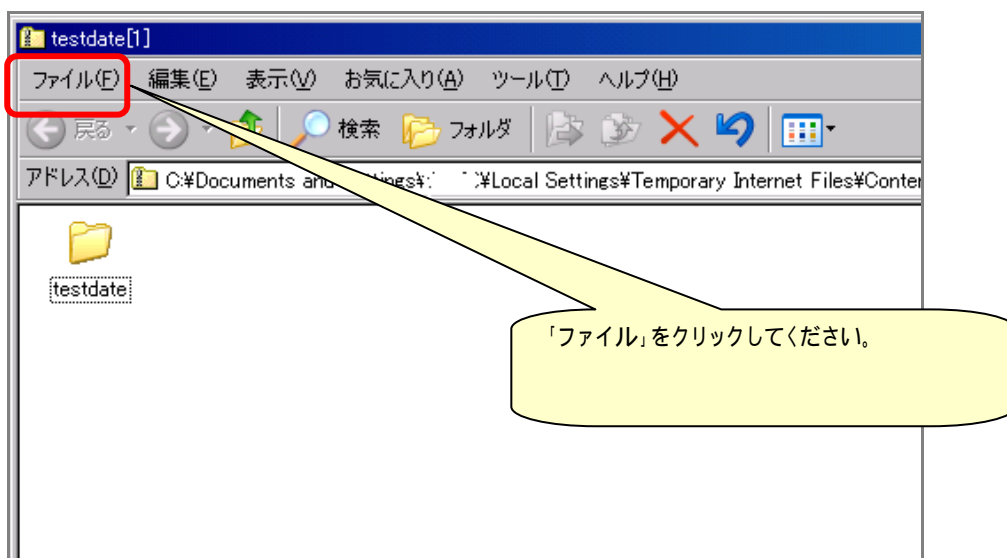 testdate[1]
ファイル(F) 編集(E) 表示(V) お気に入り(A) ツール(T) ヘルプ(H)
戻る 検索 フォルダ
アドレス(D) C:¥Documents and ¥Local Settings¥Temporary Internet Files¥Conten
testdate
「ファイル」をクリックしてください。